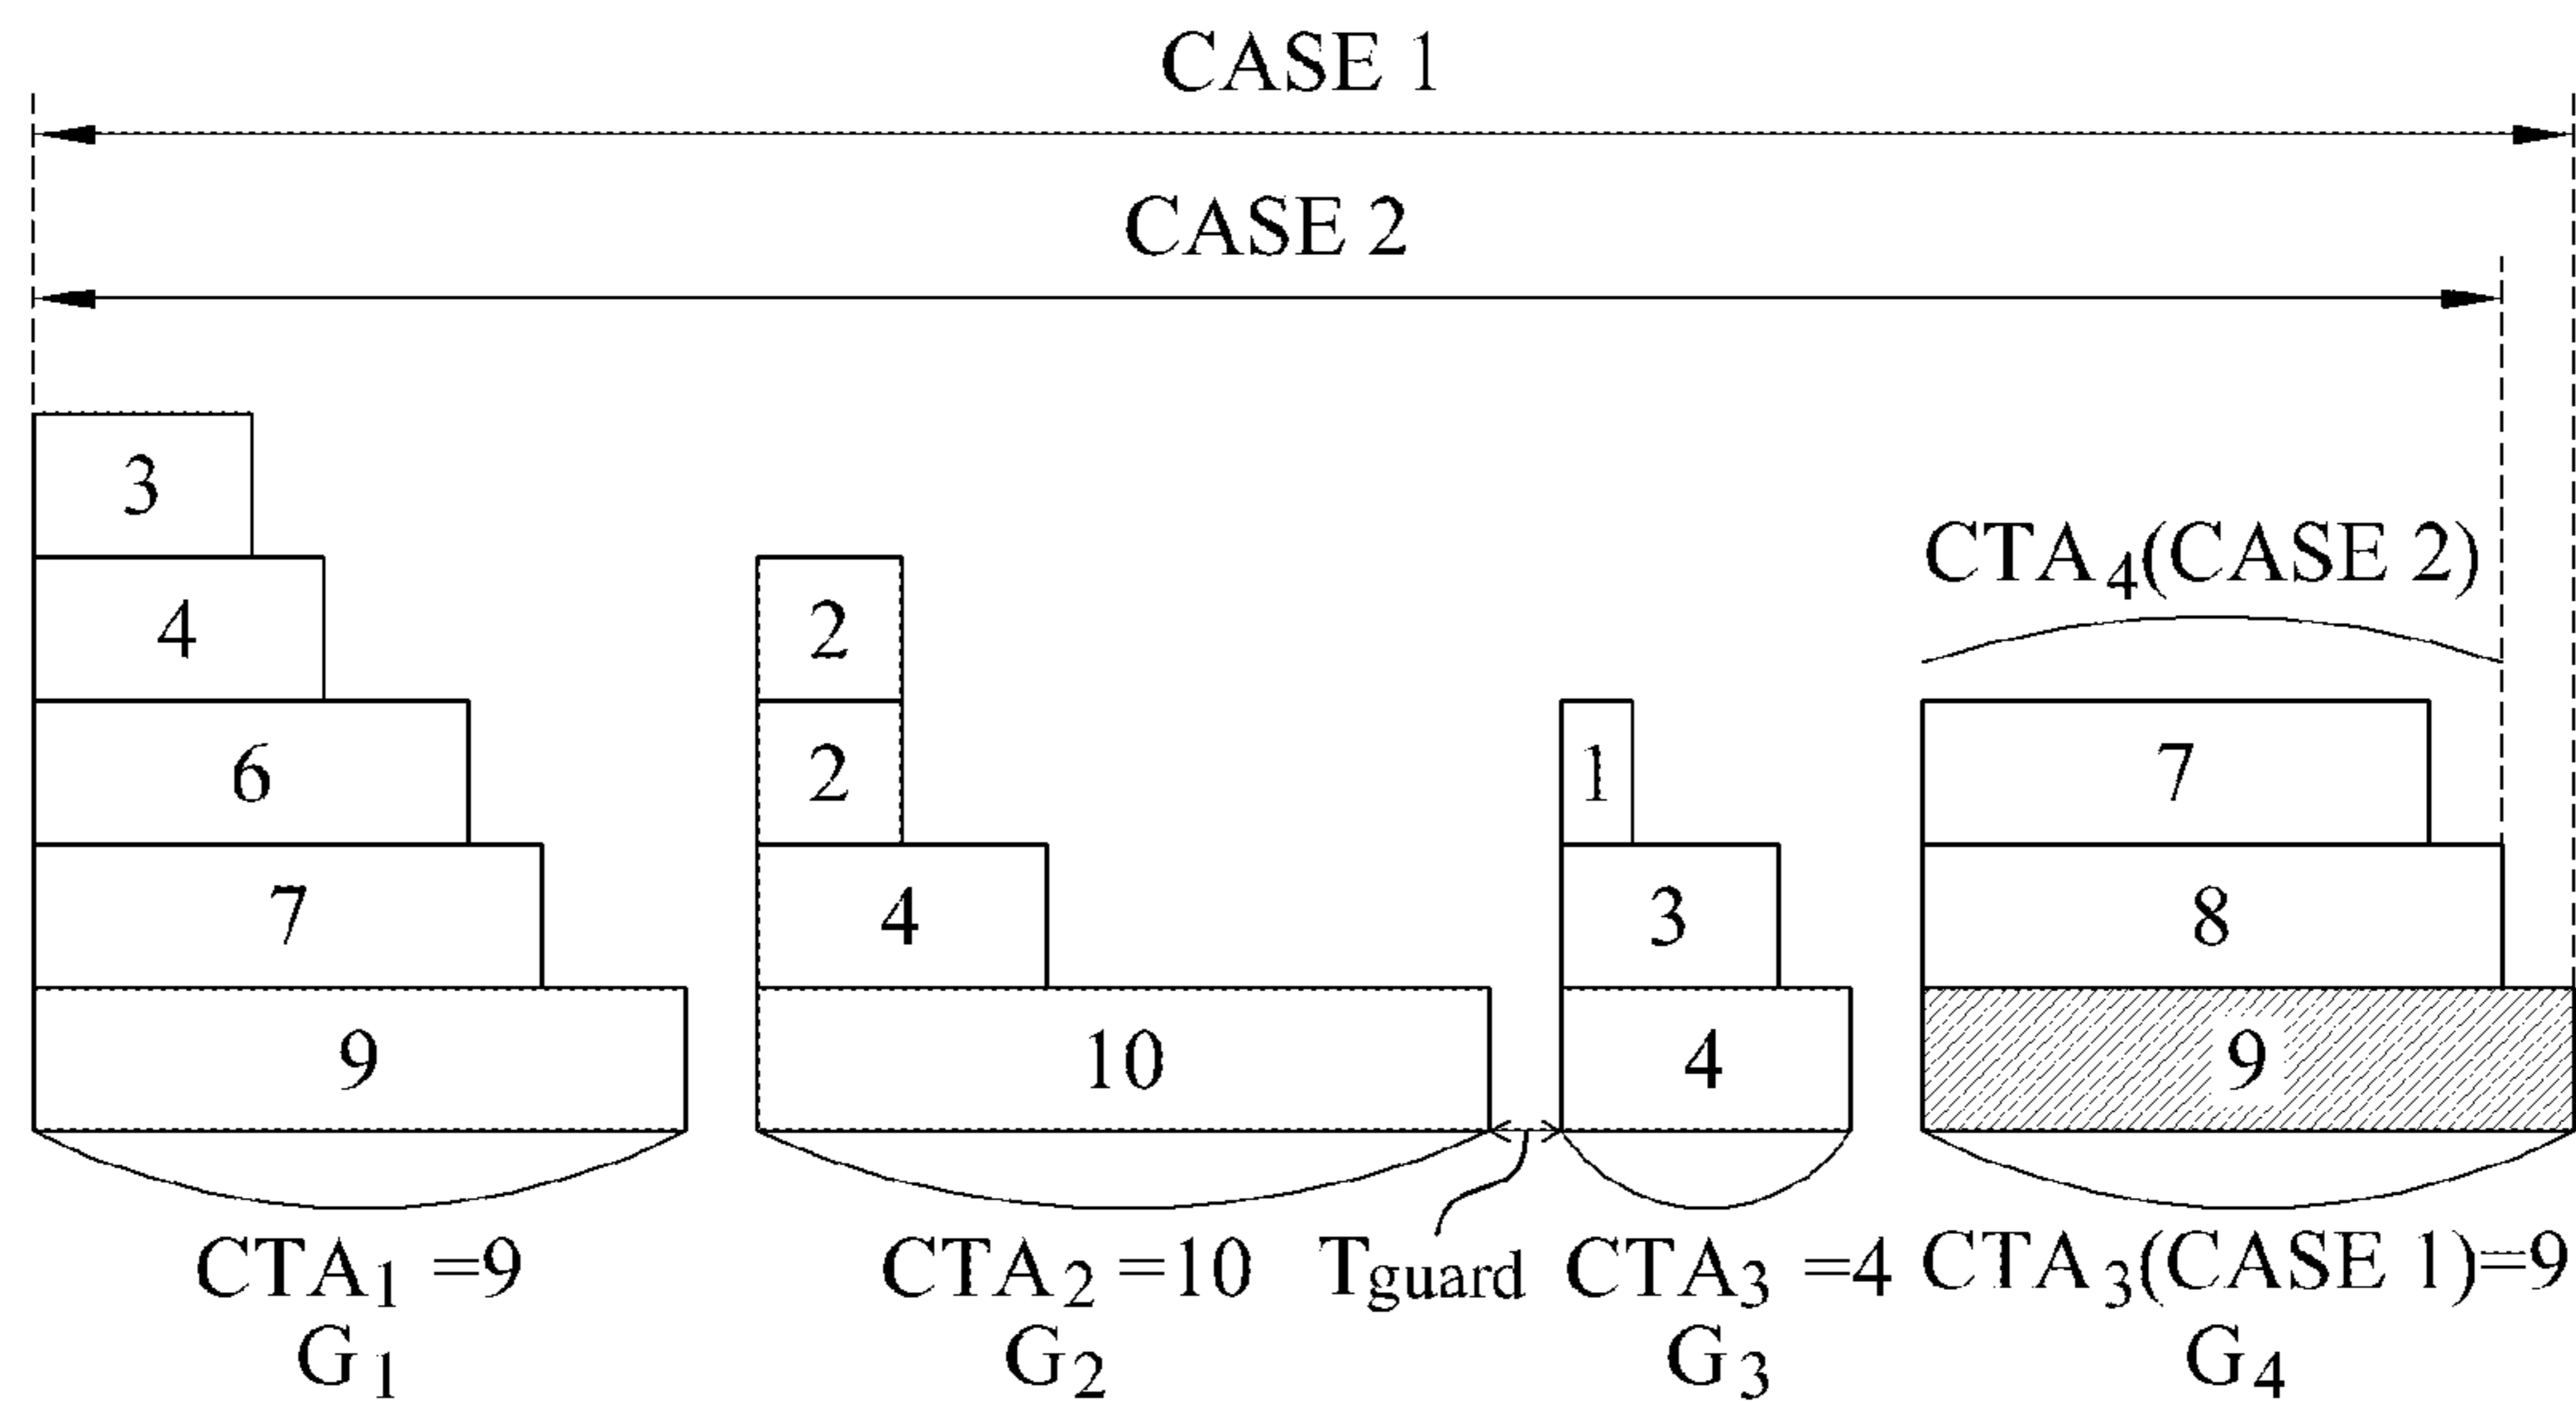 CASE 1
CASE 2
3
4
6
7
9
2
2
4
10
1
3
4
CTA4(CASE 2)
7
8
9
CTA1 =9
G1
CTA2 =10
G2
Tguard
CTA3 =4
G3
CTA3(CASE 1)=9
G4